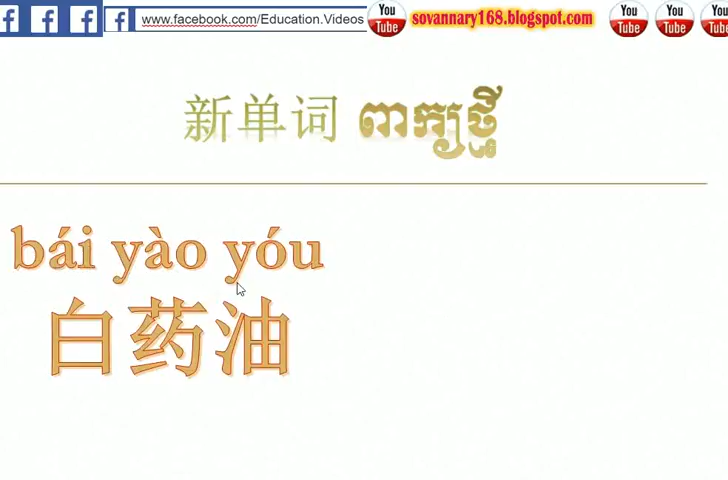 www.facebook.com/Education.Videos You Tube sovannary168.blogspot.com You Tube You Tube You Tube
新单词 ពាក្យថ្មី
bái yào yóu
白药油